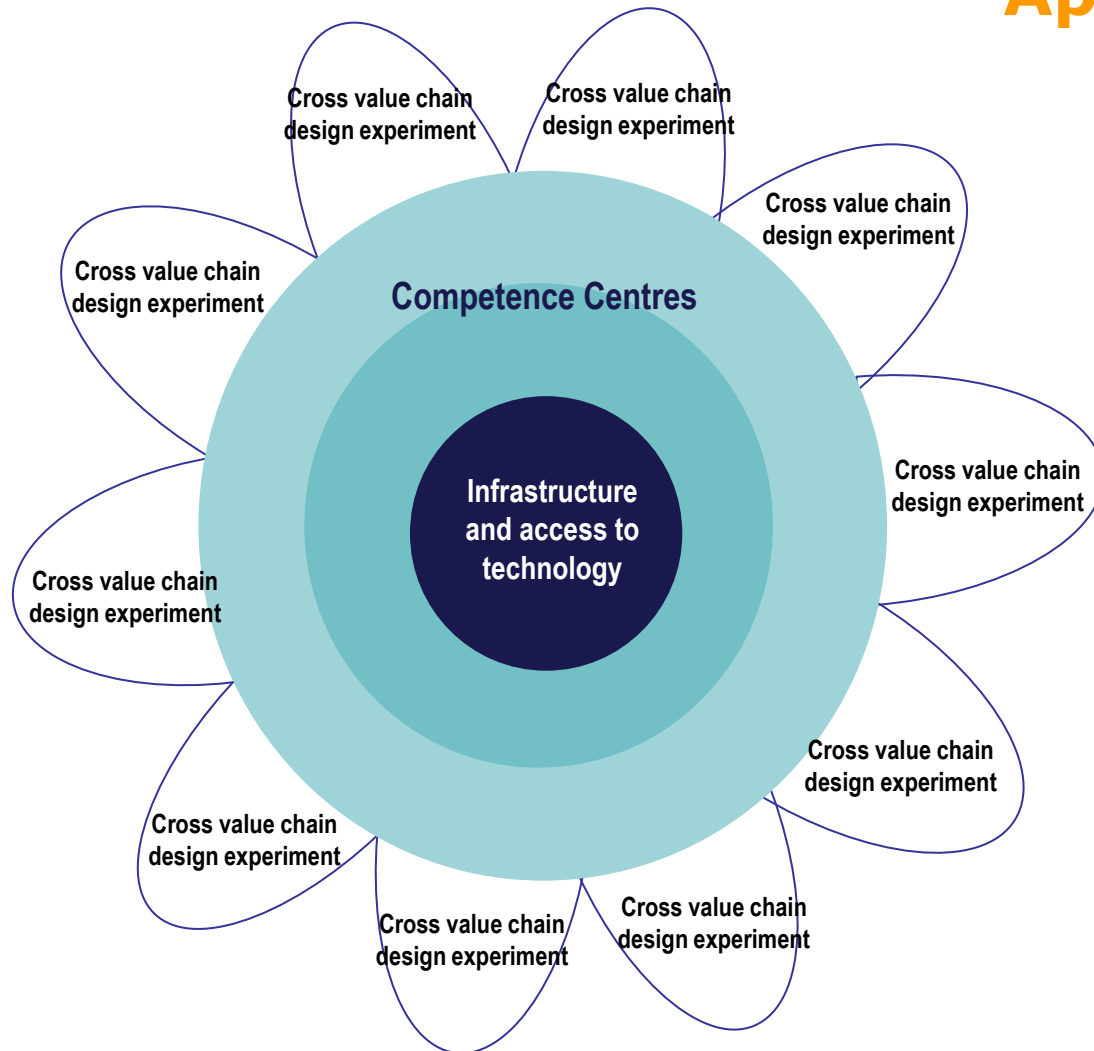 Ap
Cross value chain
design experiment
Cross value chain
design experiment
Cross value chain
design experiment
Cross value chain
design experiment
Competence Centres
Cross value chain
design experiment
Infrastructure
and access to
technology
Cross value chain
design experiment
Cross value chain
design experiment
Cross value chain
design experiment
Cross value chain
design experiment
Cross value chain
design experiment